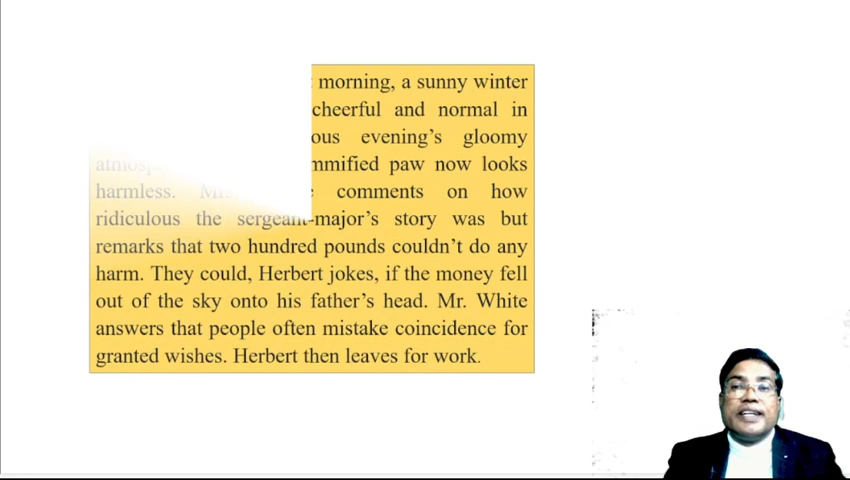 morning, a sunny winter
cheerful and normal in
evening's gloomy
paw now looks
harmless. comments on how
ridiculous the sergeant-major's story was but
remarks that two hundred pounds couldn't do any
harm. They could, Herbert jokes, if the money fell
out of the sky onto his father's head. Mr. White
answers that people often mistake coincidence for
granted wishes. Herbert then leaves for work.